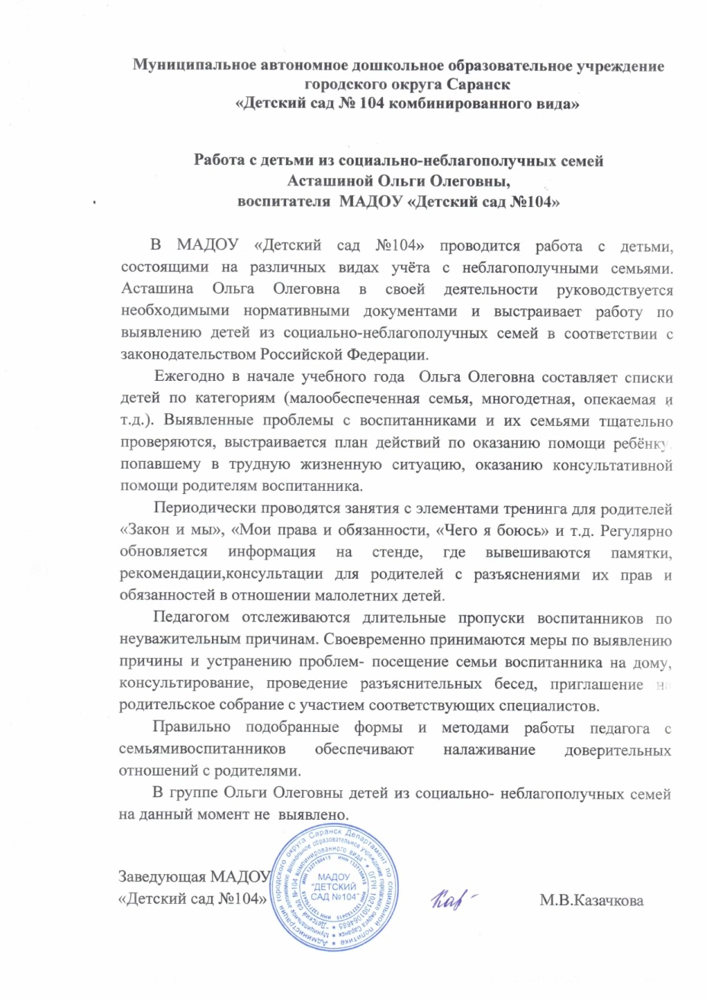 Муниципальное автономное дошкольное образовательное учреждение
городского округа Саранск
«Детский сад № 104 комбинированного вида»
Работа с детьми из социально-неблагополучных семей
Асташиной Ольги Олеговны,
воспитателя МАДОУ «Детский сад №104»
В МАДОУ «Детский сад №104» проводится работа с детьми,
состоящими на различных видах учёта с неблагополучными семьями.
Асташина Ольга Олеговна в своей деятельности руководствуется
необходимыми нормативными документами и выстраивает работу по
выявлению детей из социально-неблагополучных семей в соответствии с
законодательством Российской Федерации.
Ежегодно в начале учебного года Ольга Олеговна составляет списки
детей по категориям (малообеспеченная семья, многодетная, опекаемая и
т.д.). Выявленные проблемы с воспитанниками и их семьями тщательно
проверяются, выстраивается план действий по оказанию помощи ребёнку,
попавшему в трудную жизненную ситуацию, оказанию консультативной
помощи родителям воспитанника.
Периодически проводятся занятия с элементами тренинга для родителей
«Закон и мы», «Мои права и обязанности, «Чего я боюсь» и т.д. Регулярно
обновляется информация на стенде, где вывешиваются памятки,
рекомендации,консультации для родителей с разъяснениями их прав и
обязанностей в отношении малолетних детей.
Педагогом отслеживаются длительные пропуски воспитанников по
неуважительным причинам. Своевременно принимаются меры по выявлению
причины и устранению проблем- посещение семьи воспитанника на дому,
консультирование, проведение разъяснительных бесед, приглашение на
родительское собрание с участием соответствующих специалистов.
Правильно подобранные формы и методами работы педагога с
семьямивоспитанников обеспечивают налаживание доверительных
отношений с родителями.
В группе Ольги Олеговны детей из социально- неблагополучных семей
на данный момент не выявлено.
Заведующая МАДОУ
«Детский сад №104»
М.В.Казачкова
МАДОУ
"ДЕТСКИЙ
САД №104"